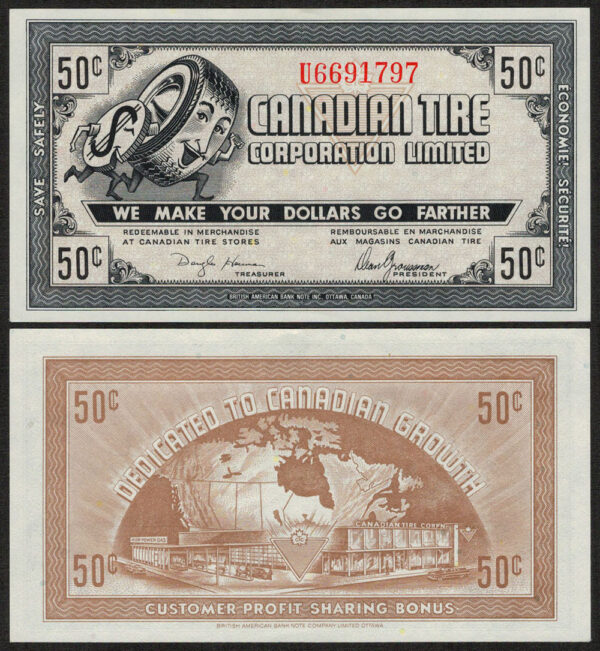 50¢
U6691797
50¢
$
CANADIAN TIRE
CORPORATION LIMITED
SAVE SAFELY
ECONOMIE! SÉCURITÉ!
WE MAKE YOUR DOLLARS GO FARTHER
REDEEMABLE IN MERCHANDISE
AT CANADIAN TIRE STORES
REMBOURSABLE EN MARCHANDISE
AUX MAGASINS CANADIAN TIRE
50¢
TREASURER
PRESIDENT
50¢
BRITISH AMERICAN BANK NOTE INC. OTTAWA, CANADA
50¢
DEDICATED TO CANADIAN GROWTH
50¢
CANADIAN TIRE CORPN.
CTC
50¢
50¢
CUSTOMER PROFIT SHARING BONUS
BRITISH AMERICAN BANK NOTE COMPANY LIMITED OTTAWA